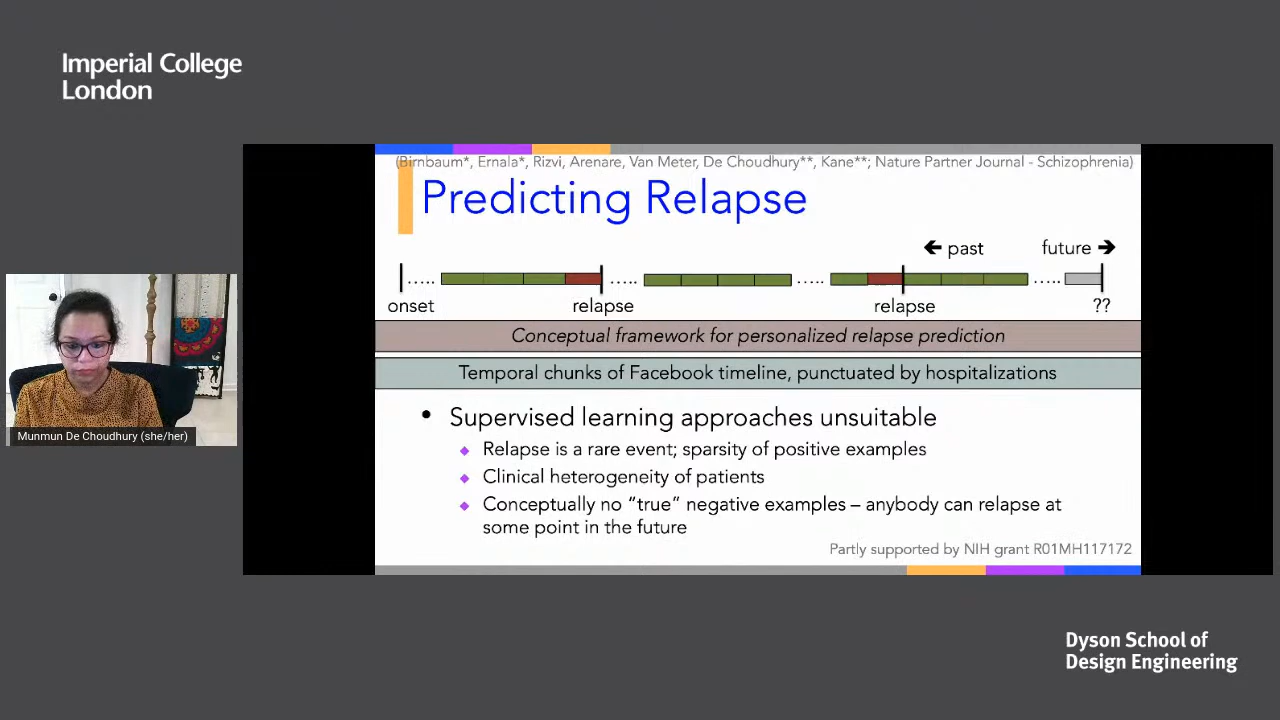 Imperial College
London
(Birnbaum*, Ernala*, Rizvi, Arenare, Van Meter, De Choudhury**, Kane**; Nature Partner Journal - Schizophrenia)
Predicting Relapse
← past future →
..... ..... ..... .....
onset relapse relapse ??
Conceptual framework for personalized relapse prediction
Temporal chunks of Facebook timeline, punctuated by hospitalizations
• Supervised learning approaches unsuitable
◆ Relapse is a rare event; sparsity of positive examples
◆ Clinical heterogeneity of patients
◆ Conceptually no “true” negative examples – anybody can relapse at
some point in the future
Partly supported by NIH grant R01MH117172
Munmun De Choudhury (she/her)
Dyson School of
Design Engineering